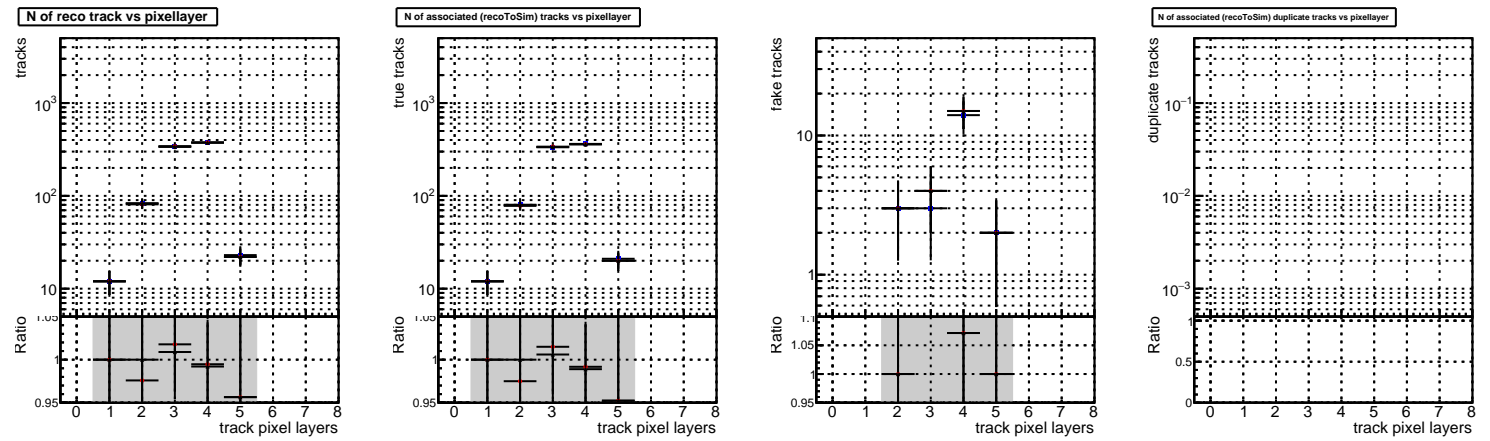 N of reco track vs pixellayer
tracks
10³
10²
10
Ratio
1.05
1
0.95
0 1 2 3 4 5 6 7 8
track pixel layers
N of associated (recoToSim) tracks vs pixellayer
true tracks
10³
10²
10
Ratio
1.05
1
0.95
0 1 2 3 4 5 6 7 8
track pixel layers
fake tracks
10
1
Ratio
1.1
1.05
1
0.95
0 1 2 3 4 5 6 7 8
track pixel layers
N of associated (recoToSim) duplicate tracks vs pixellayer
duplicate tracks
10⁻¹
10⁻²
10⁻³
Ratio
1
0.5
0
0 1 2 3 4 5 6 7 8
track pixel layers